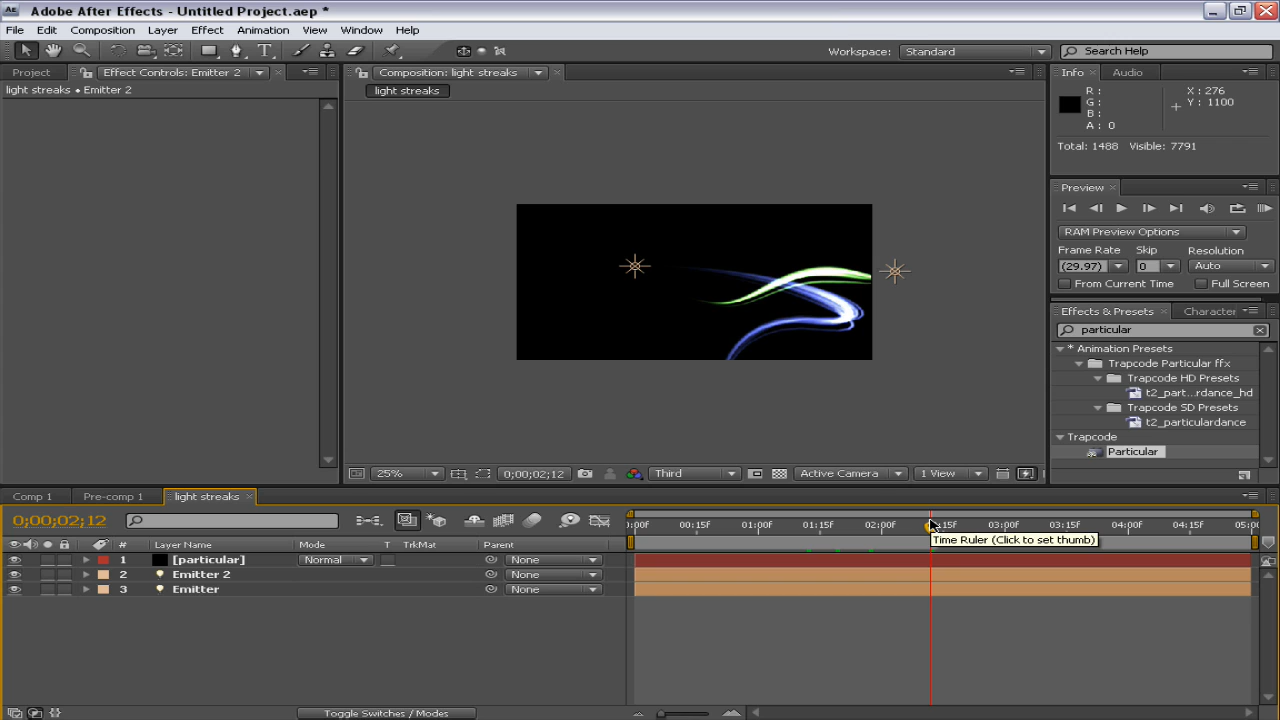 Adobe After Effects - Untitled Project.aep *
File Edit Composition Layer Effect Animation View Window Help
Workspace: Standard Search Help
Project Effect Controls: Emitter 2
light streaks • Emitter 2
Composition: light streaks
light streaks
Info Audio
R :
G :
B :
A : 0
X : 276
Y : 1100
Total: 1488 Visible: 7791
Preview
RAM Preview Options
Frame Rate Skip Resolution
(29.97) 0 Auto
From Current Time Full Screen
Effects & Presets Character
particular
* Animation Presets
Trapcode Particular ffx
Trapcode HD Presets
t2_part...rdance_hd
Trapcode SD Presets
t2_particulardance
Trapcode
Particular
25% 0;00;02;12 Third Active Camera 1 View
Comp 1 Pre-comp 1 light streaks
0;00;02;12
:00F 00:15F 01:00F 01:15F 02:00F 15F 03:00F 03:15F 04:00F 04:15F 05:0
Time Ruler (Click to set thumb)
# Layer Name Mode T TrkMat Parent
1 [particular] Normal None
2 Emitter 2 None
3 Emitter None
Toggle Switches / Modes